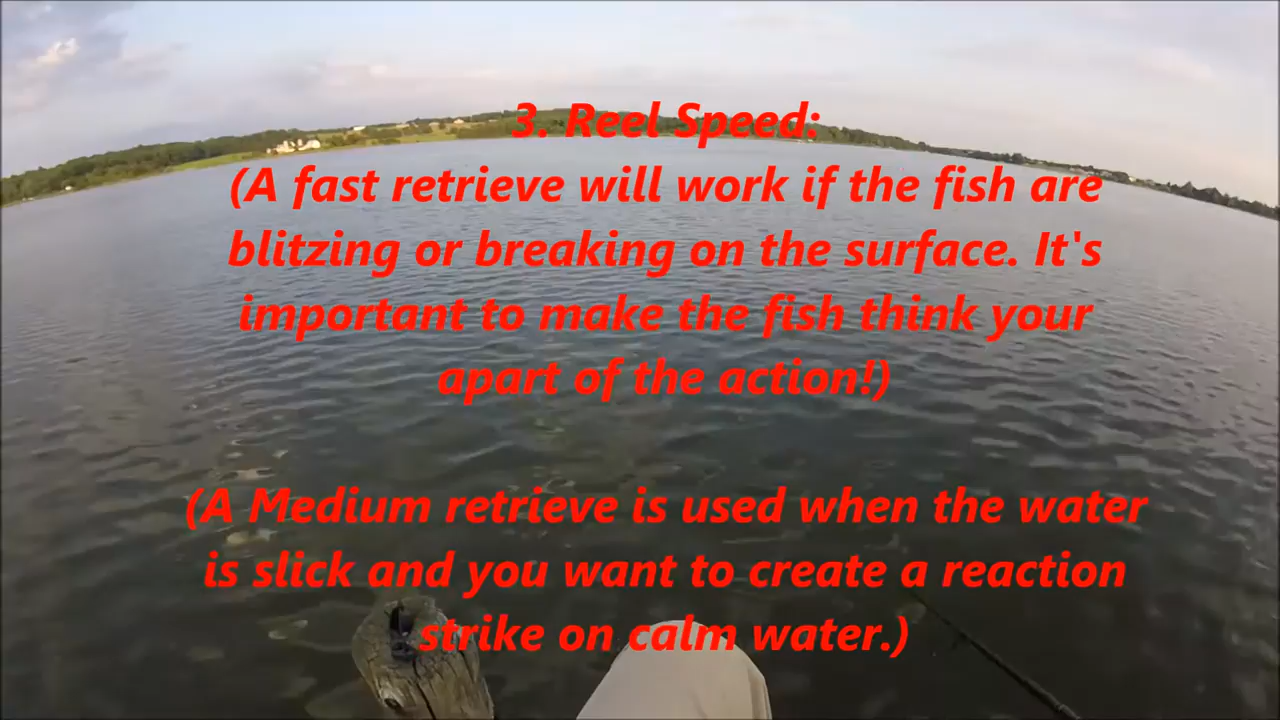 3. Reel Speed:
(A fast retrieve will work if the fish are
blitzing or breaking on the surface. It's
important to make the fish think your
apart of the action!)
(A Medium retrieve is used when the water
is slick and you want to create a reaction
strike on calm water.)